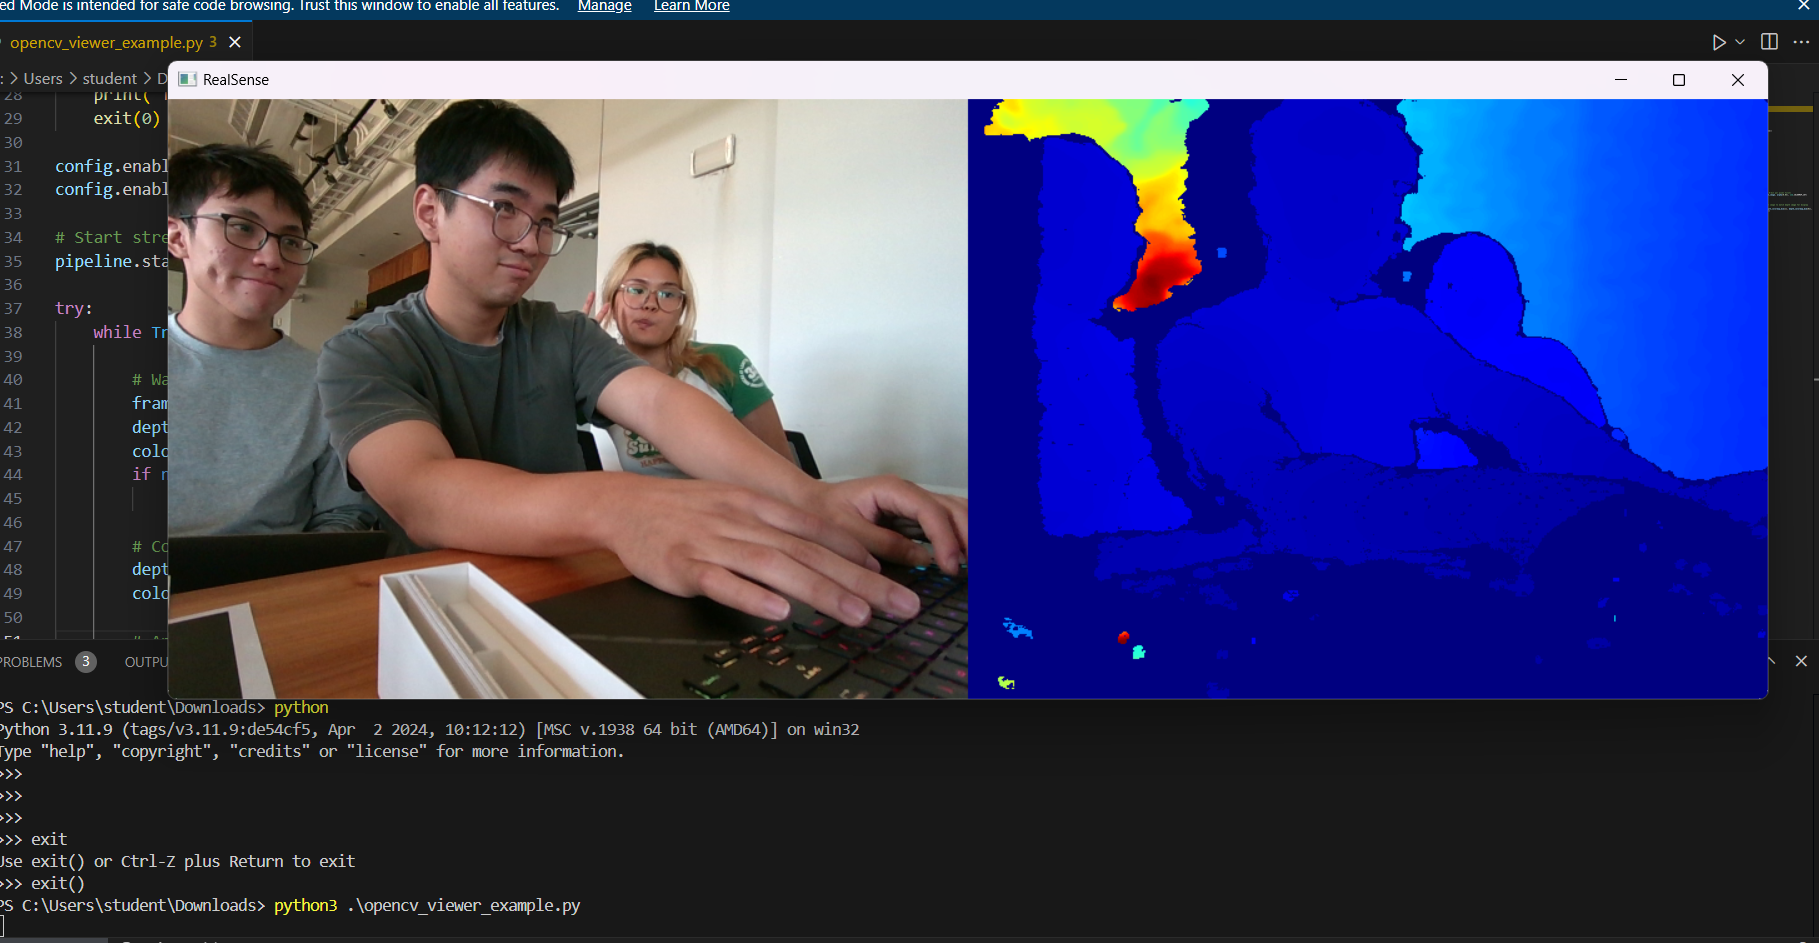 ed Mode is intended for safe code browsing. Trust this window to enable all features. Manage Learn More
opencv_viewer_example.py 3
: > Users > student > D
RealSense
28 print(
29 exit(0)
30
31 config.enabl
32 config.enabl
33
34 # Start stre
35 pipeline.sta
36
37 try:
38 while Tr
39
40 # Wa
41 fram
42 dept
43 colo
44 if n
45
46
47 # Co
48 dept
49 colo
50
51 # A
PROBLEMS 3 OUTPU
PS C:\Users\student\Downloads> python
Python 3.11.9 (tags/v3.11.9:de54cf5, Apr  2 2024, 10:12:12) [MSC v.1938 64 bit (AMD64)] on win32
Type "help", "copyright", "credits" or "license" for more information.
>>>
>>>
>>>
>>> exit
Use exit() or Ctrl-Z plus Return to exit
>>> exit()
PS C:\Users\student\Downloads> python3 .\opencv_viewer_example.py